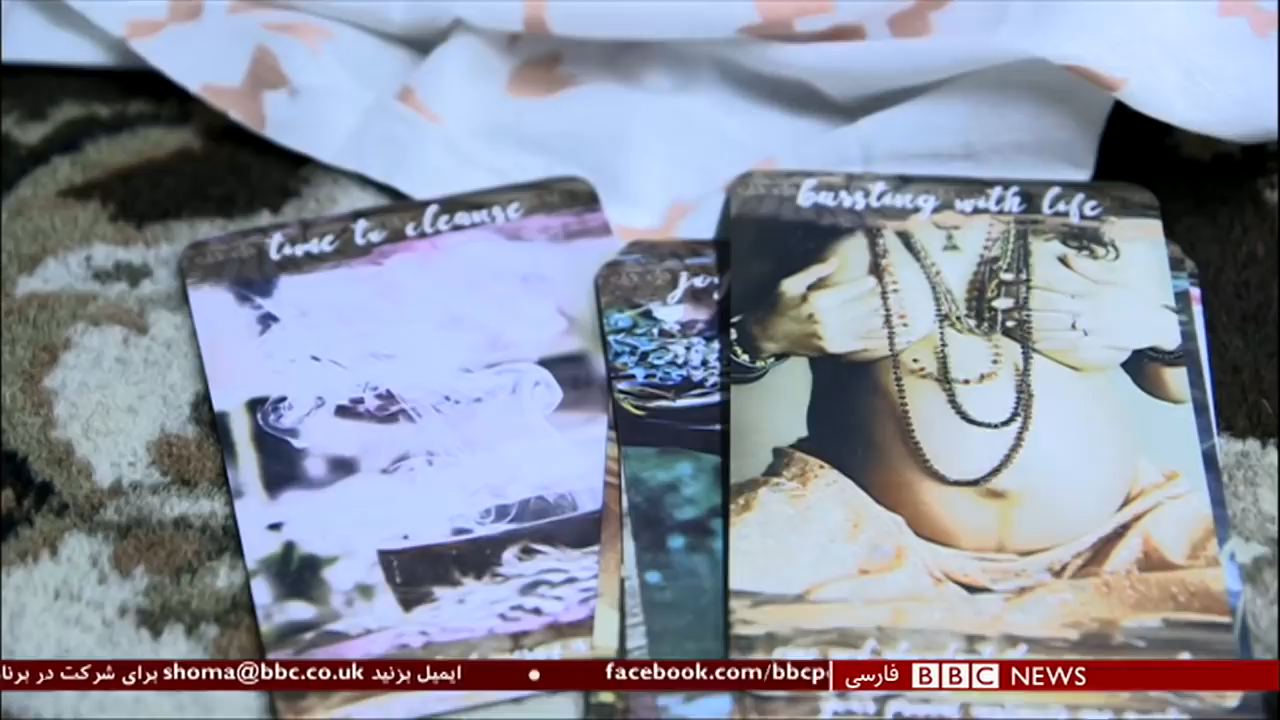 time to cleanse
bursting with life
joy
برای شرکت در برنا shoma@bbc.co.uk ایمیل بزنید • facebook.com/bbcp
فارسی BBC NEWS